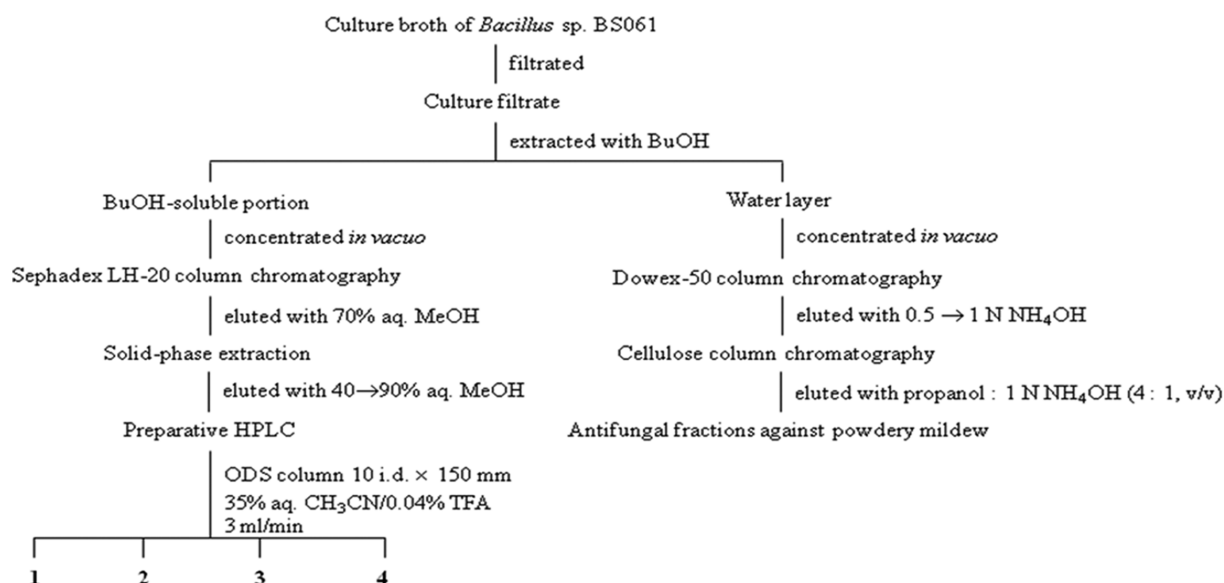 Culture broth of Bacillus sp. BS061
filtrated
Culture filtrate
extracted with BuOH
BuOH-soluble portion
concentrated in vacuo
Sephadex LH-20 column chromatography
eluted with 70% aq. MeOH
Solid-phase extraction
eluted with 40→90% aq. MeOH
Preparative HPLC
ODS column 10 i.d. × 150 mm
35% aq. CH₃CN/0.04% TFA
3 ml/min
1 2 3 4
Water layer
concentrated in vacuo
Dowex-50 column chromatography
eluted with 0.5 → 1 N NH₄OH
Cellulose column chromatography
eluted with propanol : 1 N NH₄OH (4 : 1, v/v)
Antifungal fractions against powdery mildew